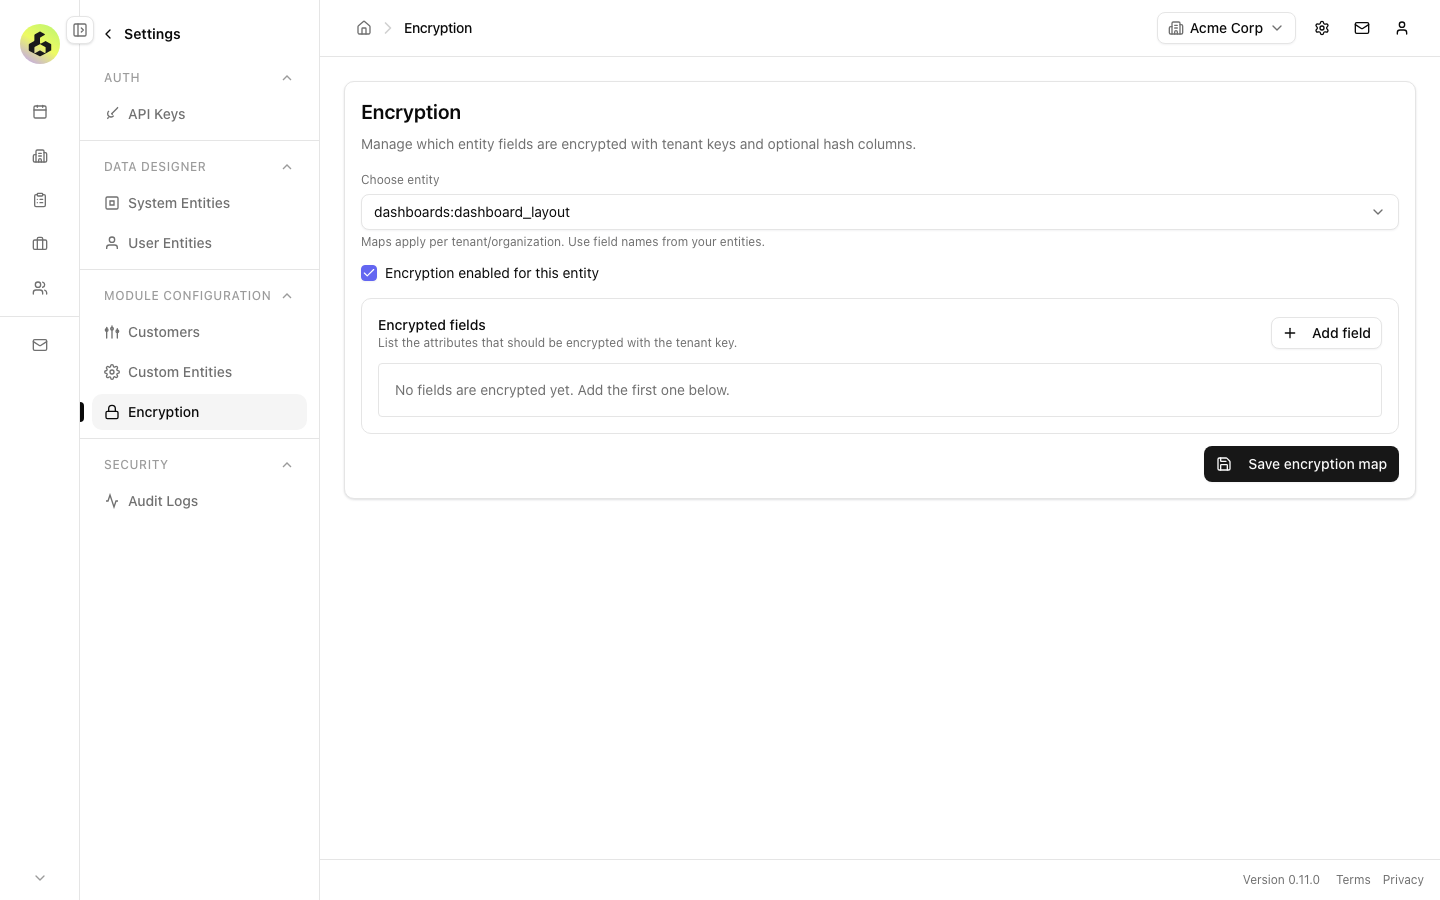 Settings
AUTH
API Keys
DATA DESIGNER
System Entities
User Entities
MODULE CONFIGURATION
Customers
Custom Entities
Encryption
SECURITY
Audit Logs
Encryption
Acme Corp
Encryption
Manage which entity fields are encrypted with tenant keys and optional hash columns.
Choose entity
dashboards:dashboard_layout
Maps apply per tenant/organization. Use field names from your entities.
Encryption enabled for this entity
Encrypted fields
List the attributes that should be encrypted with the tenant key.
Add field
No fields are encrypted yet. Add the first one below.
Save encryption map
Version 0.11.0
Terms
Privacy